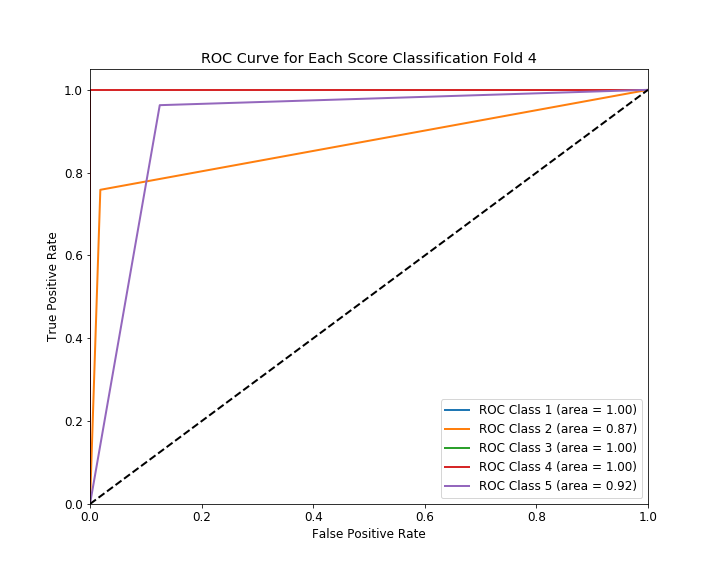 ROC Curve for Each Score Classification Fold 4
True Positive Rate
1.0
0.8
0.6
0.4
0.2
0.0
ROC Class 1 (area = 1.00)
ROC Class 2 (area = 0.87)
ROC Class 3 (area = 1.00)
ROC Class 4 (area = 1.00)
ROC Class 5 (area = 0.92)
0.0 0.2 0.4 0.6 0.8 1.0
False Positive Rate